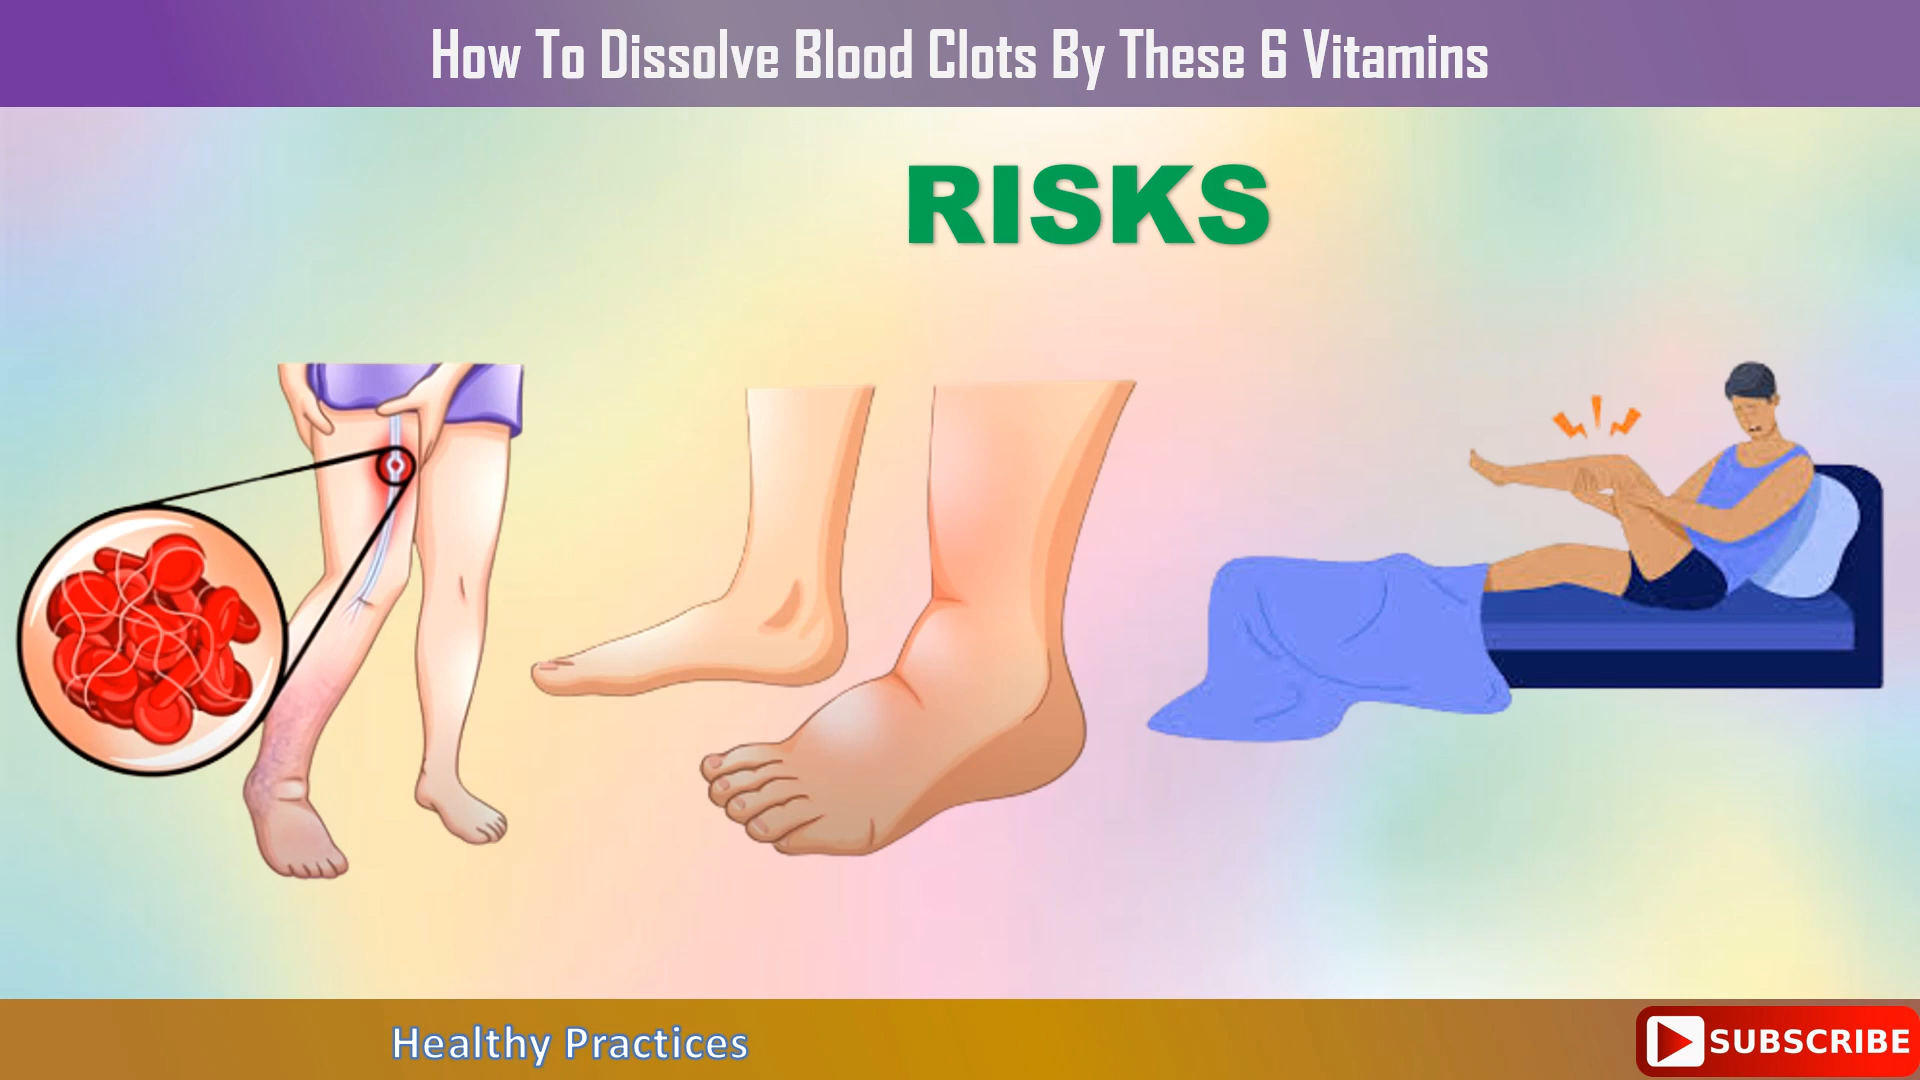 How To Dissolve Blood Clots By These 6 Vitamins
RISKS
Healthy Practices
SUBSCRIBE